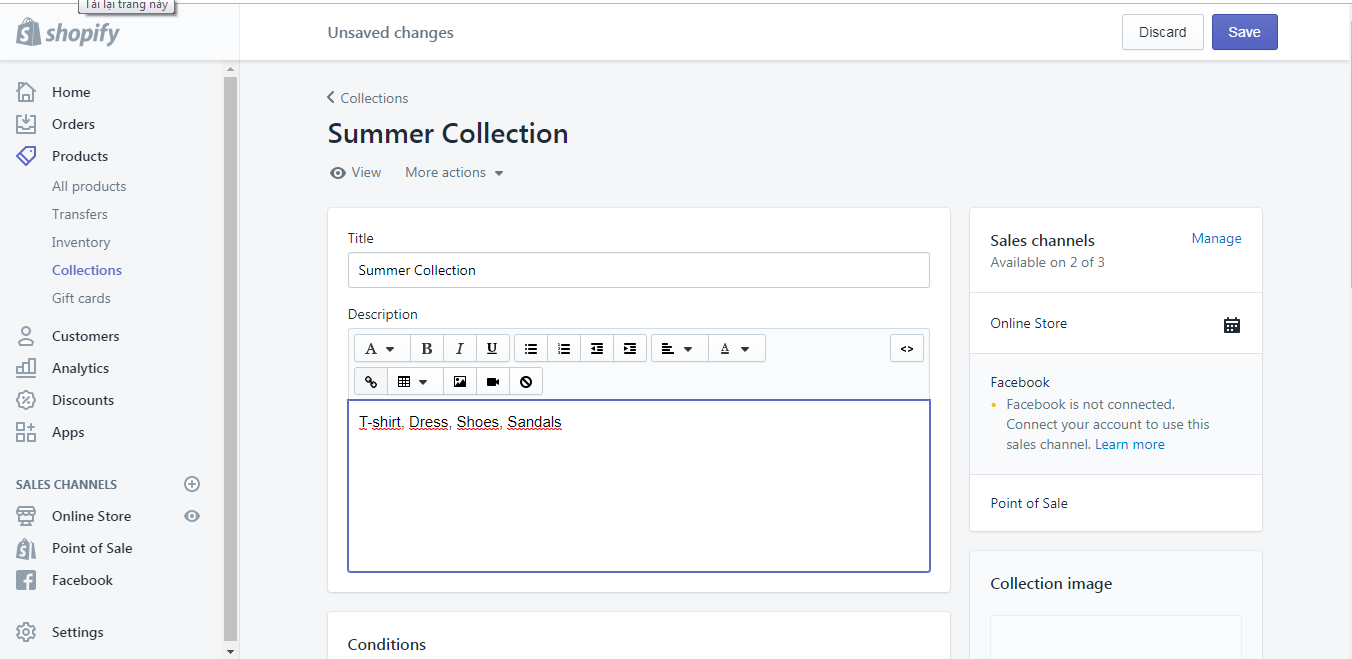 Tải lại trang này
shopify
Unsaved changes
Discard
Save
Home
Orders
Products
All products
Transfers
Inventory
Collections
Gift cards
Customers
Analytics
Discounts
Apps
SALES CHANNELS
Online Store
Point of Sale
Facebook
Settings
Collections
Summer Collection
View
More actions
Title
Summer Collection
Description
A
B
I
U
A
<>
T-shirt, Dress, Shoes, Sandals
Conditions
Sales channels
Manage
Available on 2 of 3
Online Store
Facebook
Facebook is not connected.
Connect your account to use this
sales channel. Learn more
Point of Sale
Collection image